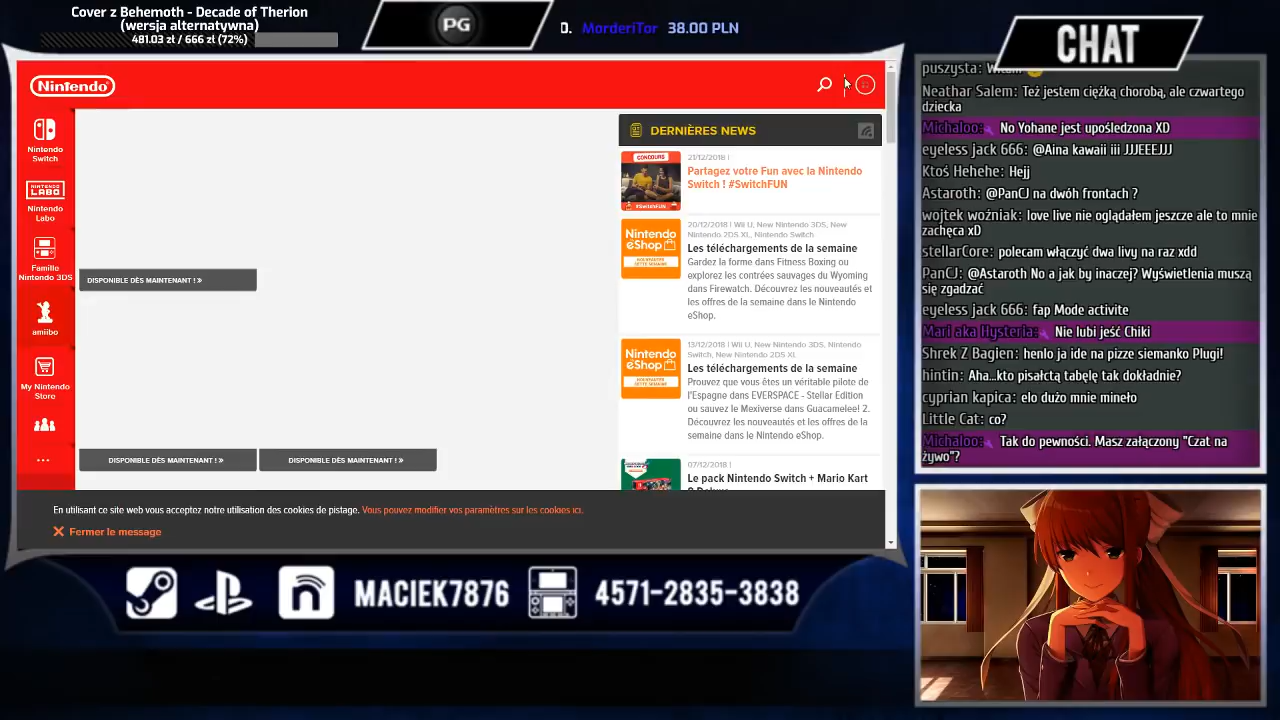 Cover z Behemoth - Decade of Therion
(wersja alternatywna)
481.03 zł / 666 zł (72%)
PG
D. MorderiTor 38.00 PLN
Nintendo
Nintendo
Switch
NINTENDO
LABO
Nintendo
Labo
Famille
Nintendo 3DS
amiibo
My Nintendo
Store
...
DISPONIBLE DÈS MAINTENANT ! »
DISPONIBLE DÈS MAINTENANT ! »
DISPONIBLE DÈS MAINTENANT ! »
DERNIÈRES NEWS
CONCOURS
#SwitchFUN
21/12/2018 |
Partagez votre Fun avec la Nintendo
Switch ! #SwitchFUN
Nintendo
eShop
20/12/2018 | Wii U, New Nintendo 3DS, New
Nintendo 2DS XL, Nintendo Switch
Les téléchargements de la semaine
Gardez la forme dans Fitness Boxing ou
explorez les contrées sauvages du Wyoming
dans Firewatch. Découvrez les nouveautés et
les offres de la semaine dans le Nintendo
eShop.
Nintendo
eShop
13/12/2018 | Wii U, New Nintendo 3DS, Nintendo
Switch, New Nintendo 2DS XL
Les téléchargements de la semaine
Prouvez que vous êtes un véritable pilote de
l'Espagne dans EVERSPACE - Stellar Edition
ou sauvez le Mexiverse dans Guacamelee! 2.
Découvrez les nouveautés et les offres de la
semaine dans le Nintendo eShop.
07/12/2018 |
Le pack Nintendo Switch + Mario Kart
En utilisant ce site web vous acceptez notre utilisation des cookies de pistage. Vous pouvez modifier vos paramètres sur les cookies ici.
Fermer le message
MACIEK7876
4571-2835-3838
CHAT
puszysta:
Neathar Salem: Też jestem ciężką chorobą, ale czwartego
dziecka
Michaloo: No Yohane jest upośledzona XD
eyeless jack 666: @Aina kawaii iii JJJEEEJJJ
Ktoś Hehehe: Hejj
Astaroth: @PanCJ na dwóh frontach ?
wojtek woźniak: love live nie oglądałem jeszcze ale to mnie
zachęca xD
stellarCore: polecam włączyć dwa livy na raz xdd
PanCJ: @Astaroth No a jak by inaczej? Wyświetlenia muszą
się zgadzać
eyeless jack 666: fap Mode activite
Mari aka Hysteria: Nie lubi jeść Chiki
Shrek Z Bagien: henlo ja ide na pizze siemanko Plugi!
hintin: Aha...kto pisałctą tabelę tak dokładnie?
cyprian kapica: elo dużo mnie mineło
Little Cat: co?
Michaloo: Tak do pewności. Masz załączony "Czat na
żywo"?